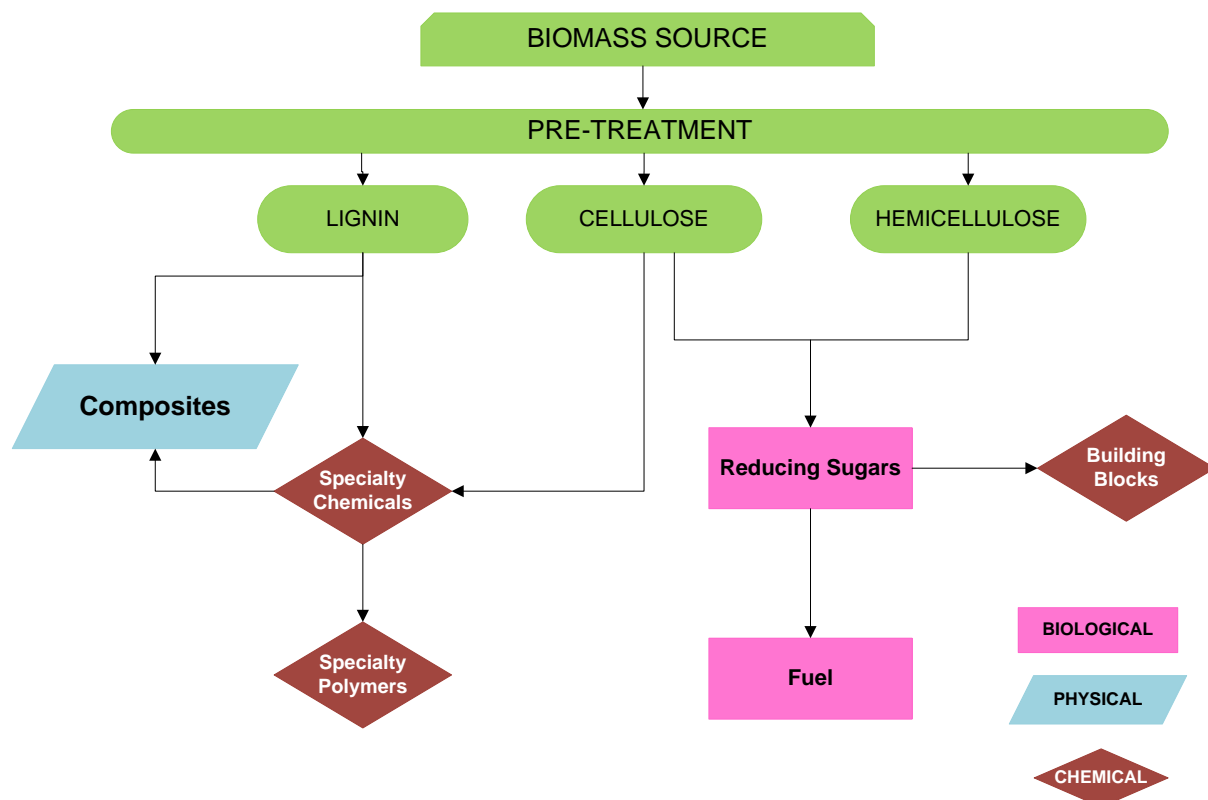 BIOMASS SOURCE
PRE-TREATMENT
LIGNIN
CELLULOSE
HEMICELLULOSE
Composites
Specialty
Chemicals
Reducing Sugars
Building
Blocks
Specialty
Polymers
Fuel
BIOLOGICAL
PHYSICAL
CHEMICAL